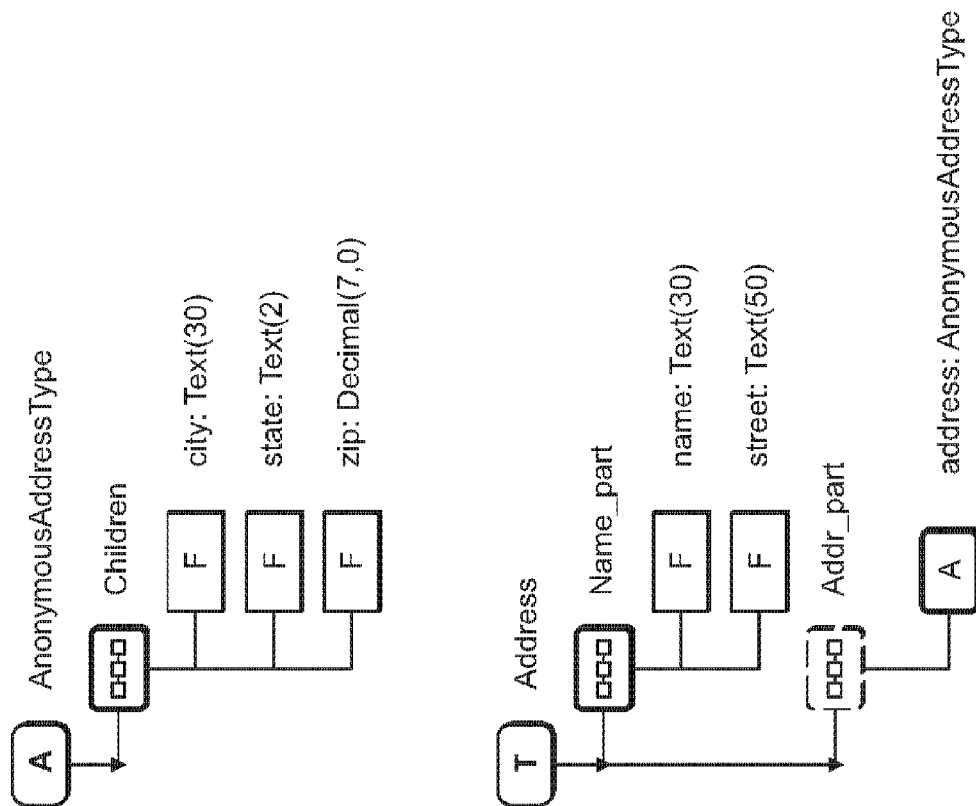 A AnonymousAddressType
Children
F city: Text(30)
F state: Text(2)
F zip: Decimal(7,0)
T Address
Name_part
F name: Text(30)
F street: Text(50)
Addr_part
A address: AnonymousAddressType